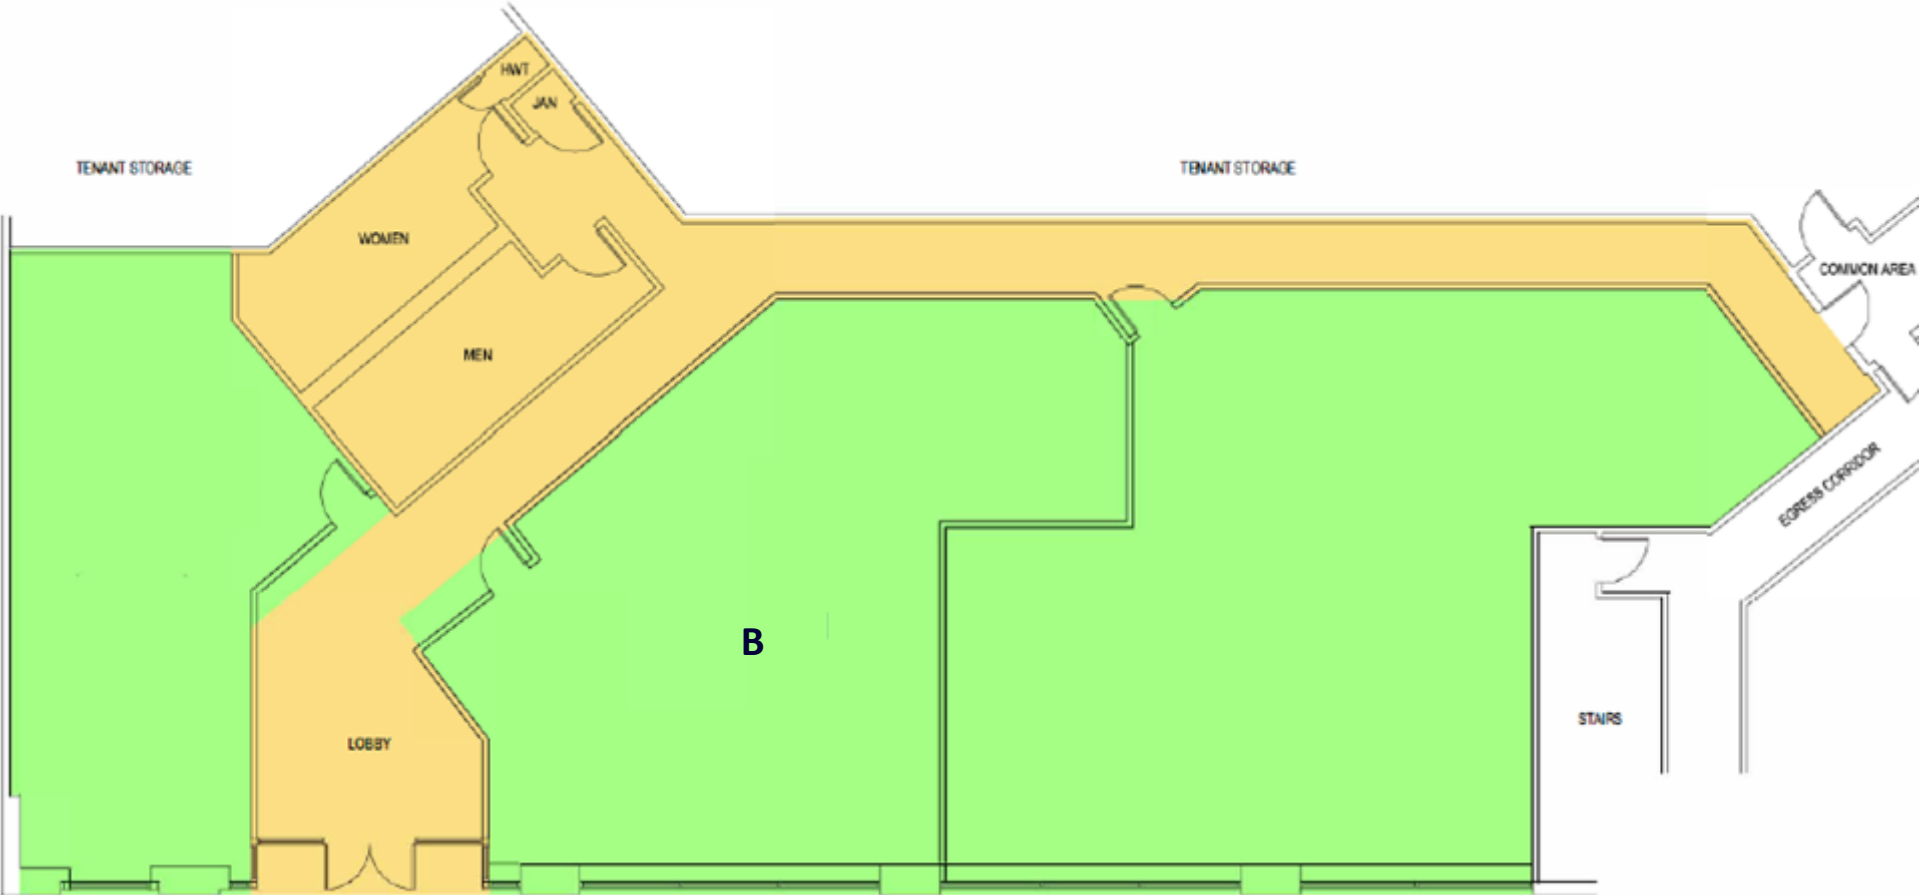 HWT
JAN
TENANT STORAGE
TENANT STORAGE
WOMEN
COMMON AREA
MEN
EGRESS CORRIDOR
B
STAIRS
LOBBY